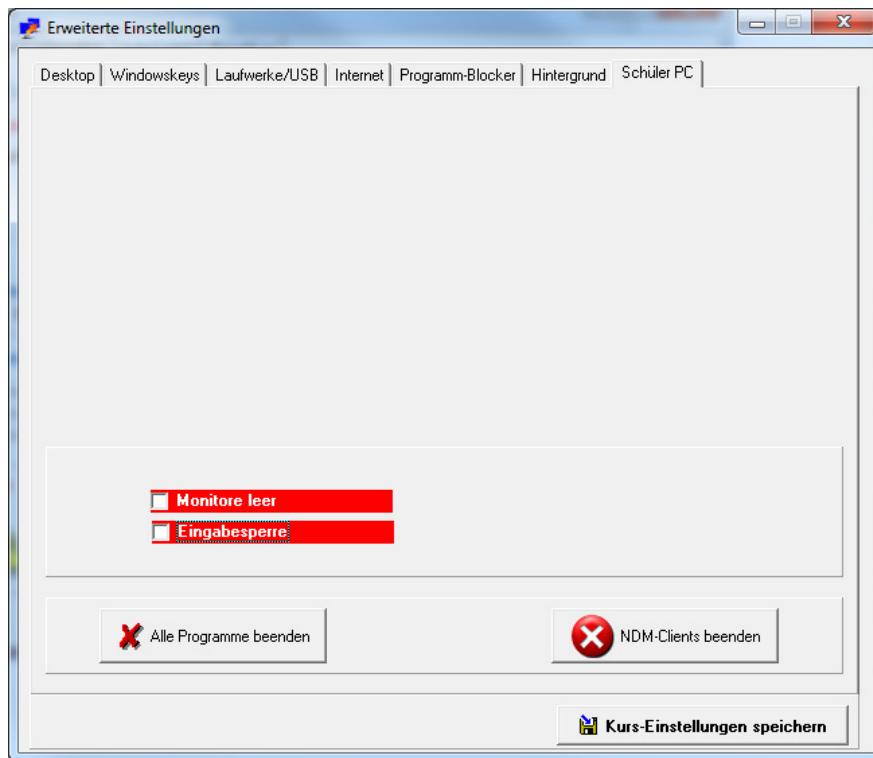 Erweiterte Einstellungen
Desktop Windowskeys Laufwerke/USB Internet Programm-Blocker Hintergrund Schüler PC
Monitore leer
Eingabesperre
Alle Programme beenden NDM-Clients beenden
Kurs-Einstellungen speichern